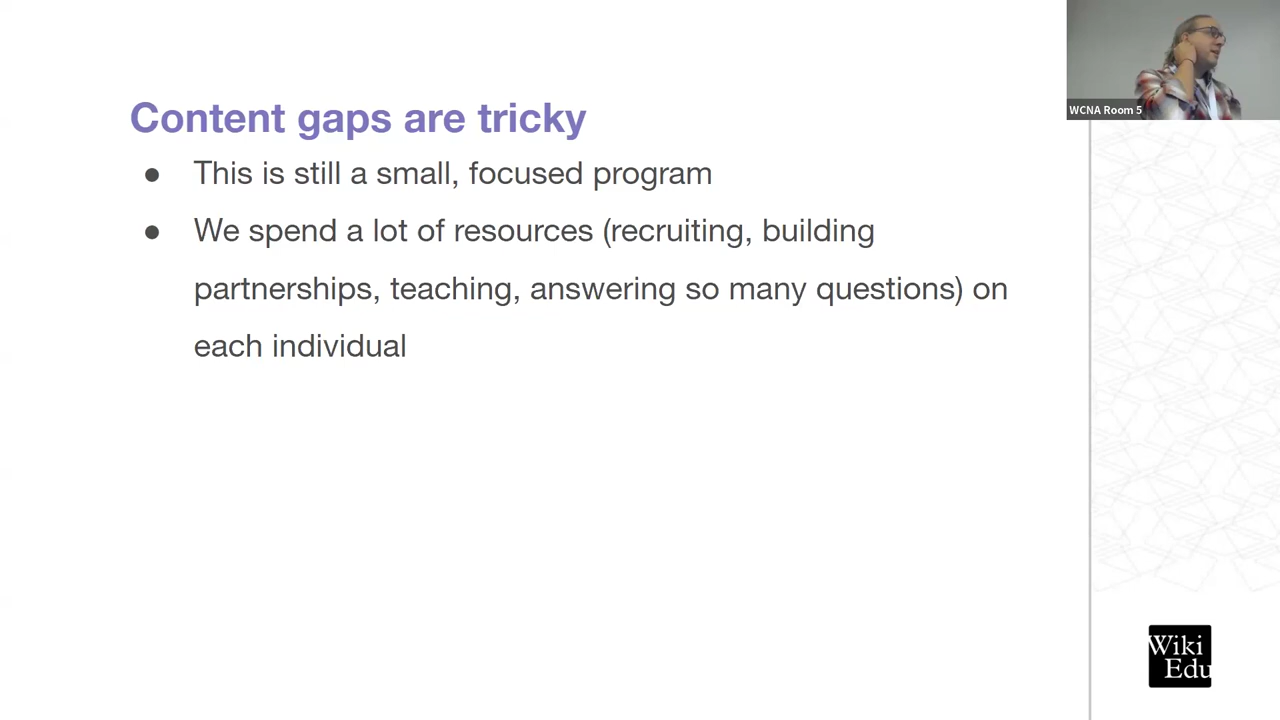 WCNA Room 5
Content gaps are tricky
● This is still a small, focused program
● We spend a lot of resources (recruiting, building
partnerships, teaching, answering so many questions) on
each individual
Wiki
Edu